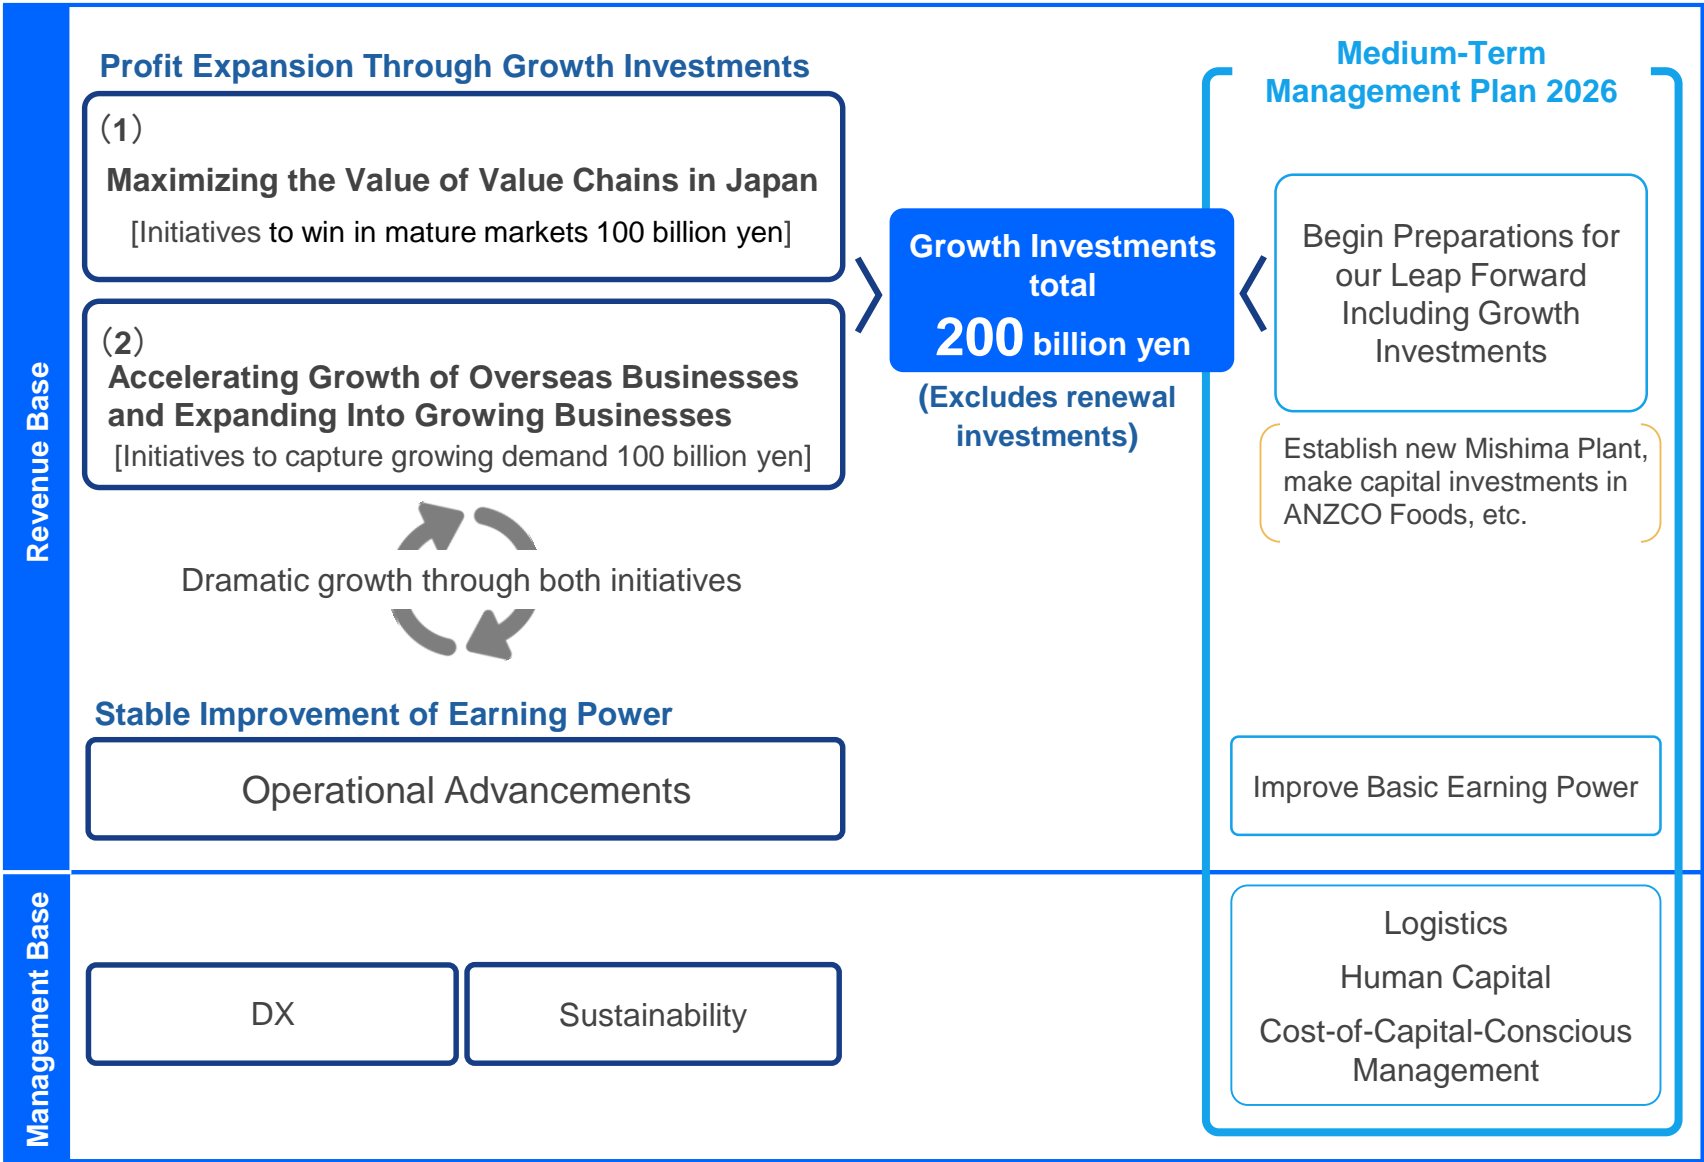 Revenue Base
Profit Expansion Through Growth Investments
（1）
Maximizing the Value of Value Chains in Japan
[Initiatives to win in mature markets 100 billion yen]
（2）
Accelerating Growth of Overseas Businesses
and Expanding Into Growing Businesses
[Initiatives to capture growing demand 100 billion yen]
Dramatic growth through both initiatives
Growth Investments
total
200 billion yen
(Excludes renewal
investments)
Medium-Term
Management Plan 2026
Begin Preparations for
our Leap Forward
Including Growth
Investments
Establish new Mishima Plant,
make capital investments in
ANZCO Foods, etc.
Stable Improvement of Earning Power
Operational Advancements
Improve Basic Earning Power
Management Base
DX
Sustainability
Logistics
Human Capital
Cost-of-Capital-Conscious
Management